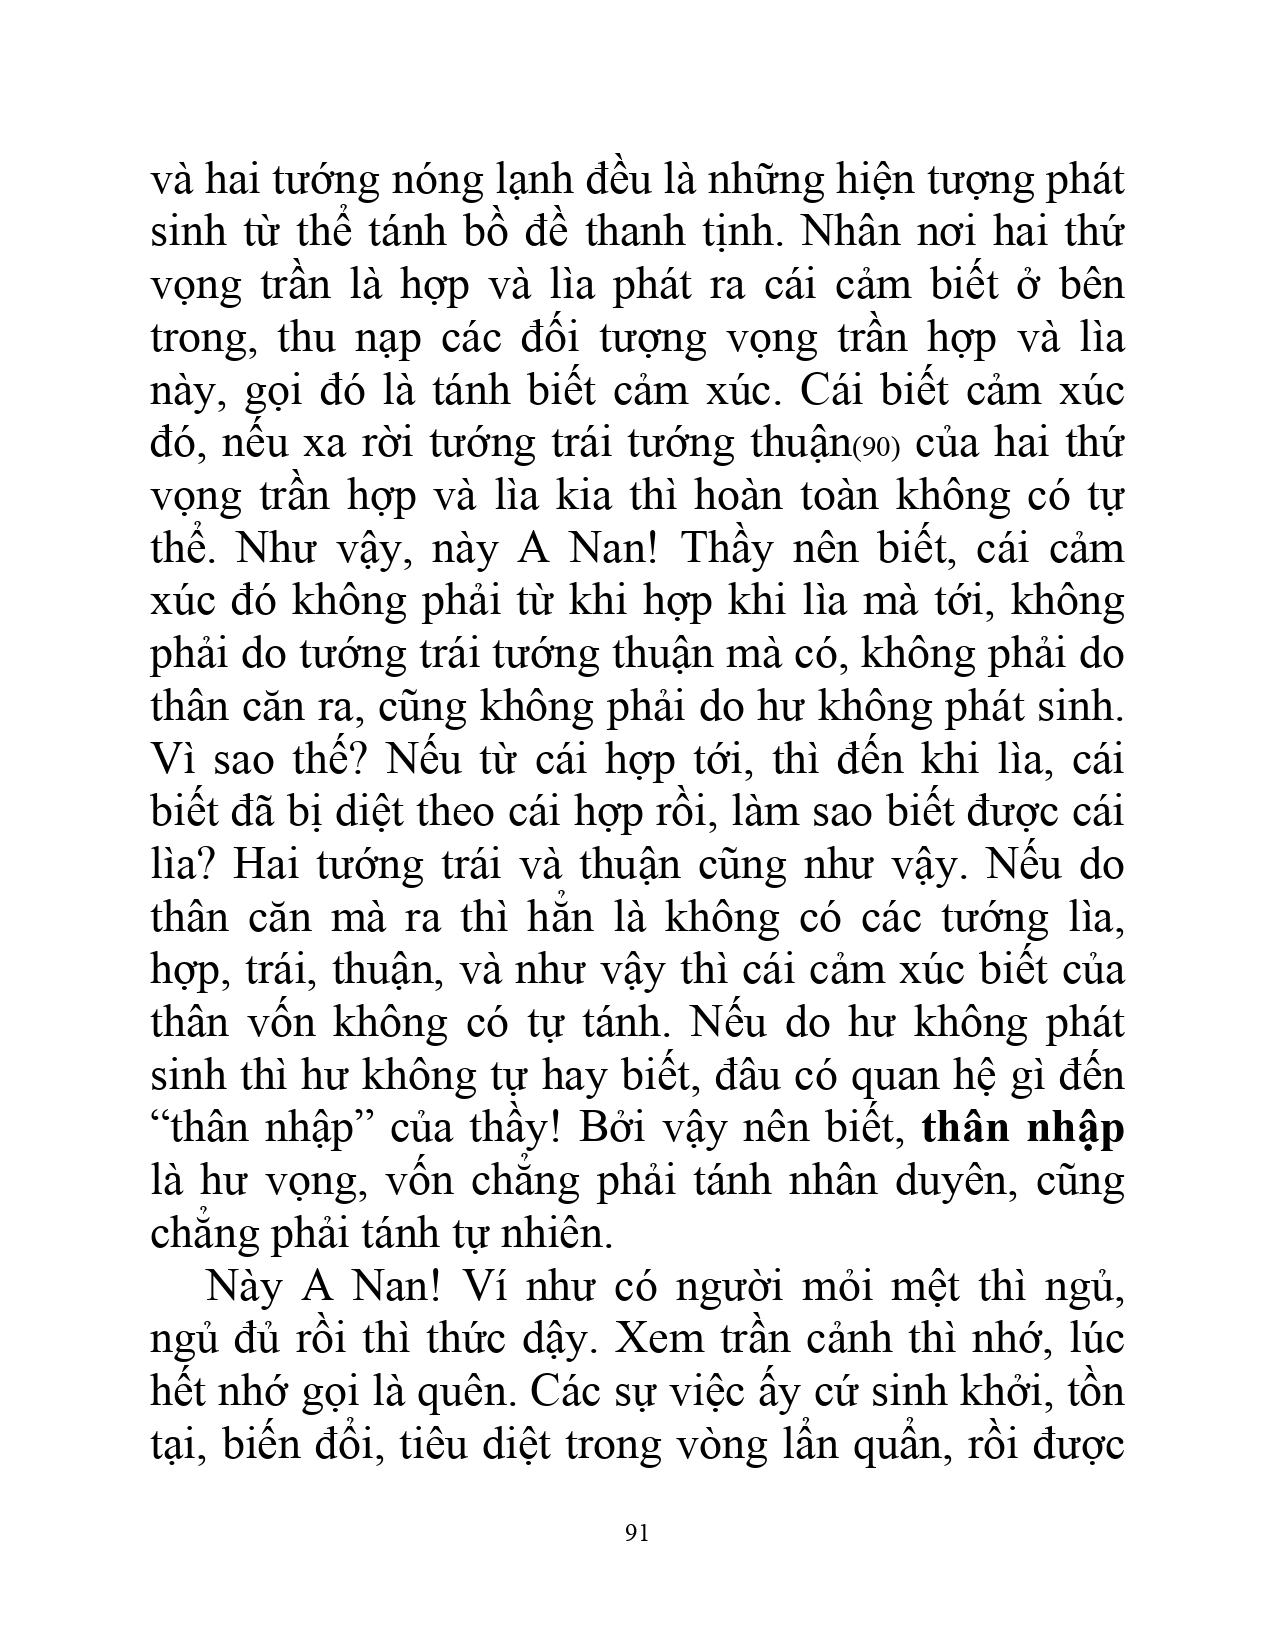 và hai tướng nóng lạnh đều là những hiện tượng phát
sinh từ thể tánh bồ đề thanh tịnh. Nhân nơi hai thứ
vọng trần là hợp và lìa phát ra cái cảm biết ở bên
trong, thu nạp các đối tượng vọng trần hợp và lìa
này, gọi đó là tánh biết cảm xúc. Cái biết cảm xúc
đó, nếu xa rời tướng trái tướng thuận(90) của hai thứ
vọng trần hợp và lìa kia thì hoàn toàn không có tự
thể. Như vậy, này A Nan! Thầy nên biết, cái cảm
xúc đó không phải từ khi hợp khi lìa mà tới, không
phải do tướng trái tướng thuận mà có, không phải do
thân căn ra, cũng không phải do hư không phát sinh.
Vì sao thế? Nếu từ cái hợp tới, thì đến khi lìa, cái
biết đã bị diệt theo cái hợp rồi, làm sao biết được cái
lìa? Hai tướng trái và thuận cũng như vậy. Nếu do
thân căn mà ra thì hẳn là không có các tướng lìa,
hợp, trái, thuận, và như vậy thì cái cảm xúc biết của
thân vốn không có tự tánh. Nếu do hư không phát
sinh thì hư không tự hay biết, đâu có quan hệ gì đến
“thân nhập” của thầy! Bởi vậy nên biết, thân nhập
là hư vọng, vốn chẳng phải tánh nhân duyên, cũng
chẳng phải tánh tự nhiên.
Này A Nan! Ví như có người mỏi mệt thì ngủ,
ngủ đủ rồi thì thức dậy. Xem trần cảnh thì nhớ, lúc
hết nhớ gọi là quên. Các sự việc ấy cứ sinh khởi, tồn
tại, biến đổi, tiêu diệt trong vòng lẩn quẩn, rồi được
91